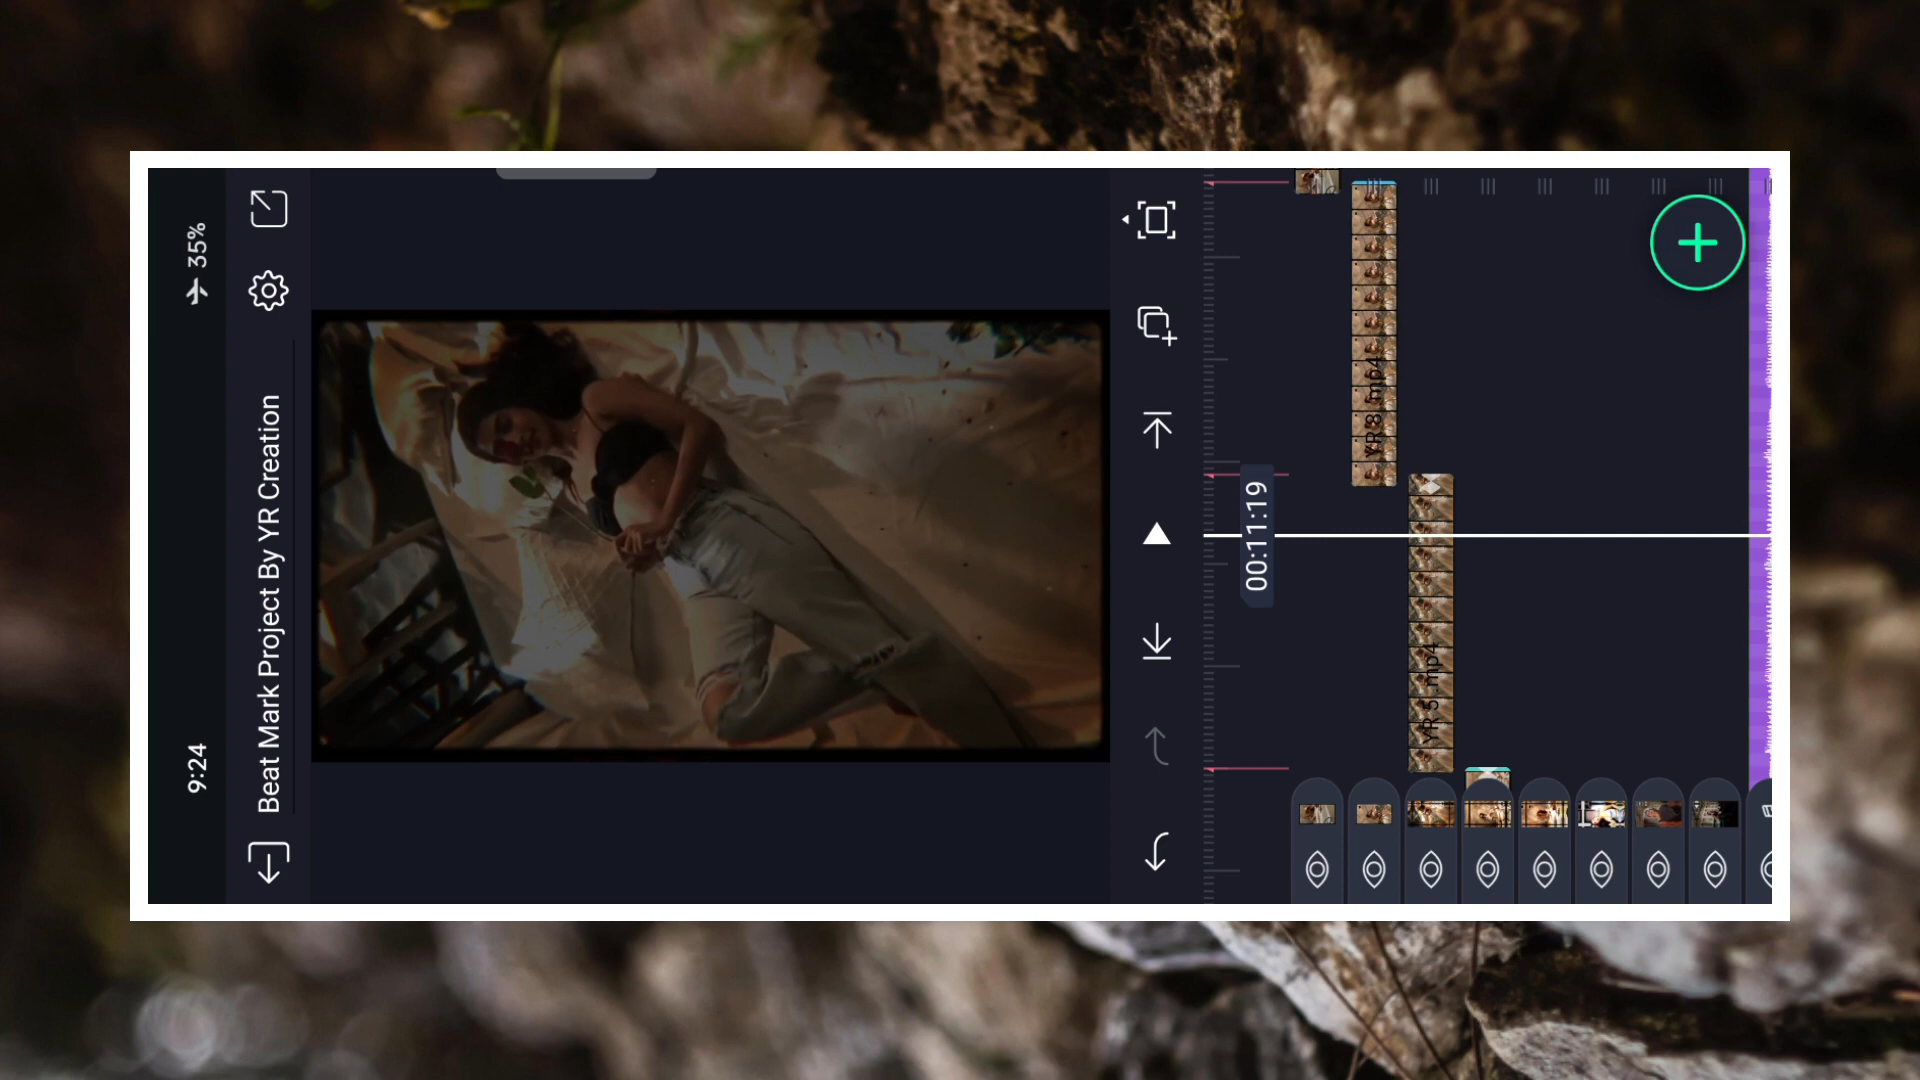 9:24
35%
Beat Mark Project By YR Creation
00:11:19
YR 8 .mp4
YR 5 .mp4